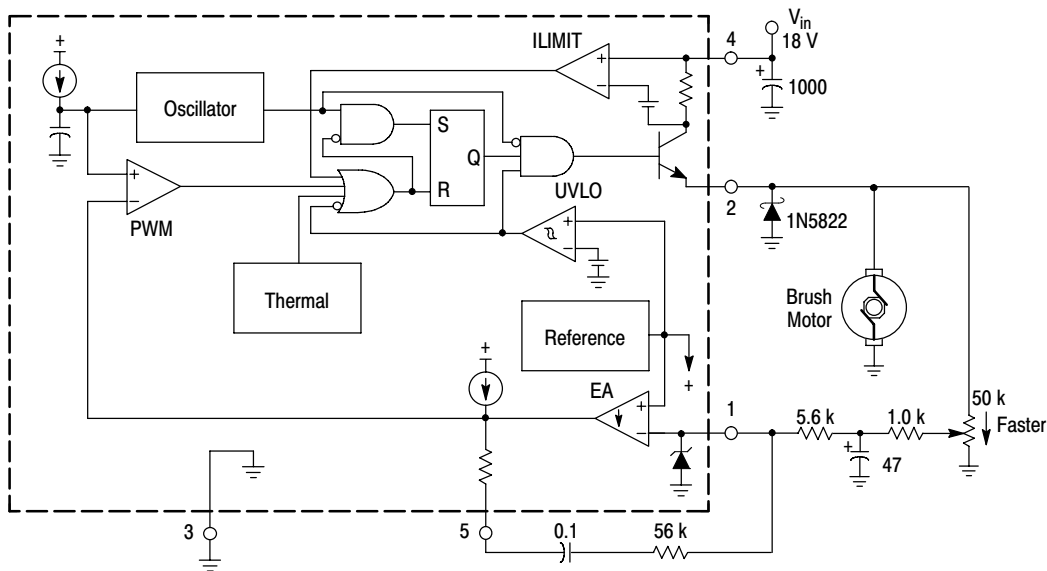 +
Oscillator
ILIMIT
+
−
4
Vin
18 V
+
1000
S
Q
R
+
−
PWM
UVLO
+
−
2
1N5822
Thermal
Brush
Motor
Reference
+
+
EA
+
−
1
5.6 k
1.0 k
50 k
Faster
+
47
3
5
0.1
56 k